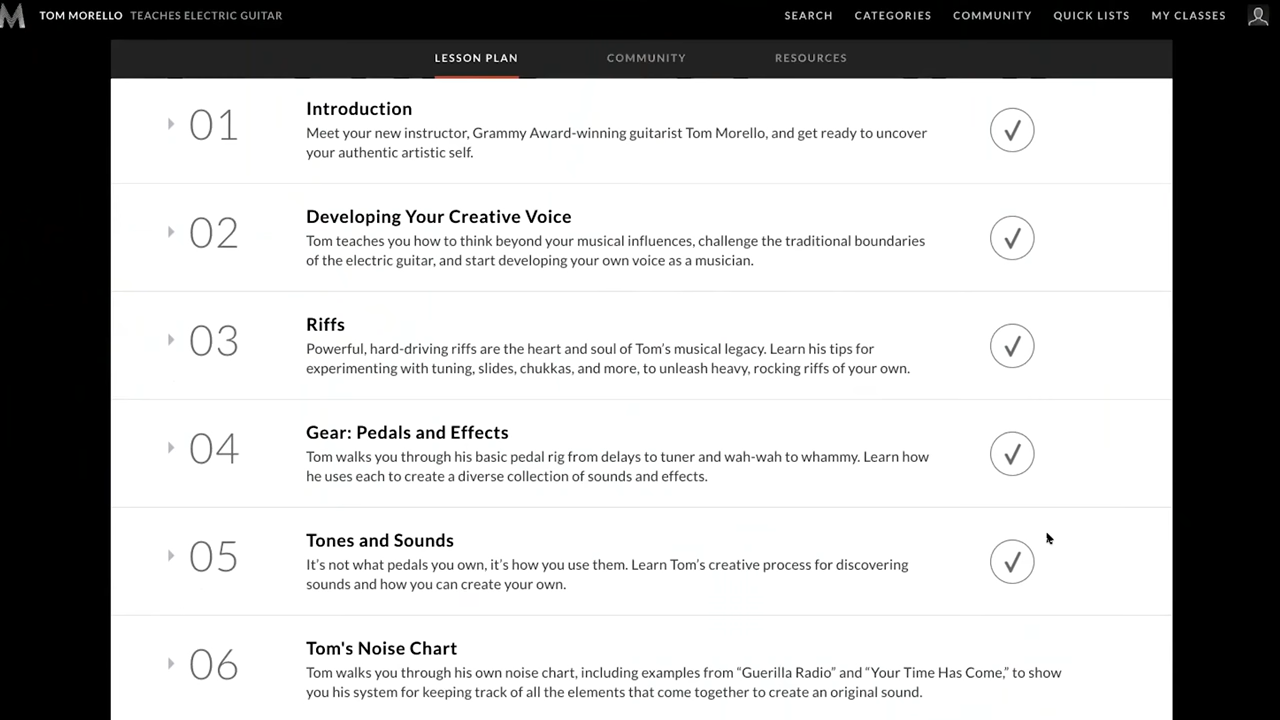 M TOM MORELLO TEACHES ELECTRIC GUITAR SEARCH CATEGORIES COMMUNITY QUICK LISTS MY CLASSES
LESSON PLAN COMMUNITY RESOURCES
01 Introduction
Meet your new instructor, Grammy Award-winning guitarist Tom Morello, and get ready to uncover
your authentic artistic self.
02 Developing Your Creative Voice
Tom teaches you how to think beyond your musical influences, challenge the traditional boundaries
of the electric guitar, and start developing your own voice as a musician.
03 Riffs
Powerful, hard-driving riffs are the heart and soul of Tom’s musical legacy. Learn his tips for
experimenting with tuning, slides, chukkas, and more, to unleash heavy, rocking riffs of your own.
04 Gear: Pedals and Effects
Tom walks you through his basic pedal rig from delays to tuner and wah-wah to whammy. Learn how
he uses each to create a diverse collection of sounds and effects.
05 Tones and Sounds
It’s not what pedals you own, it’s how you use them. Learn Tom’s creative process for discovering
sounds and how you can create your own.
06 Tom's Noise Chart
Tom walks you through his own noise chart, including examples from “Guerilla Radio” and “Your Time Has Come,” to show
you his system for keeping track of all the elements that come together to create an original sound.